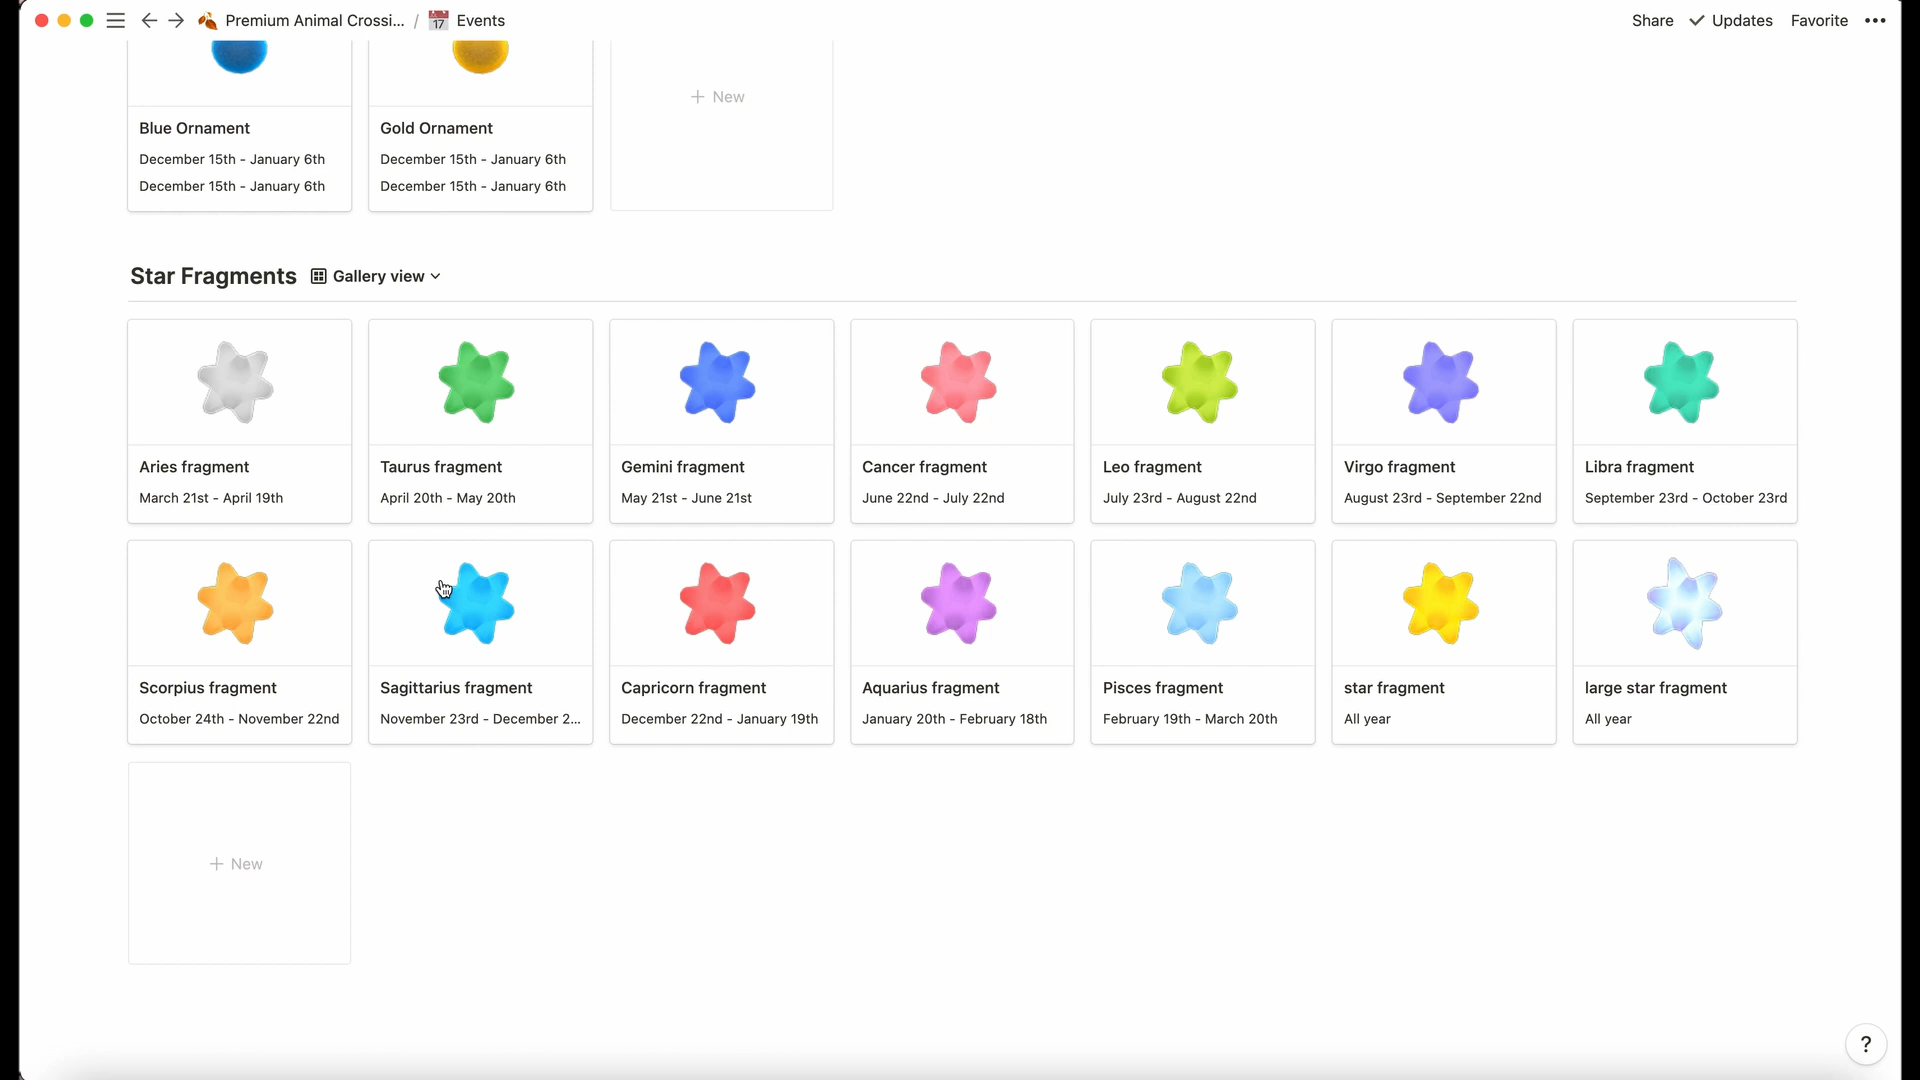 Premium Animal Crossi... / 17 Events
Share Updates Favorite
Blue Ornament
December 15th - January 6th
December 15th - January 6th
Gold Ornament
December 15th - January 6th
December 15th - January 6th
+ New
Star Fragments Gallery view
Aries fragment
March 21st - April 19th
Taurus fragment
April 20th - May 20th
Gemini fragment
May 21st - June 21st
Cancer fragment
June 22nd - July 22nd
Leo fragment
July 23rd - August 22nd
Virgo fragment
August 23rd - September 22nd
Libra fragment
September 23rd - October 23rd
Scorpius fragment
October 24th - November 22nd
Sagittarius fragment
November 23rd - December 2...
Capricorn fragment
December 22nd - January 19th
Aquarius fragment
January 20th - February 18th
Pisces fragment
February 19th - March 20th
star fragment
All year
large star fragment
All year
+ New
?